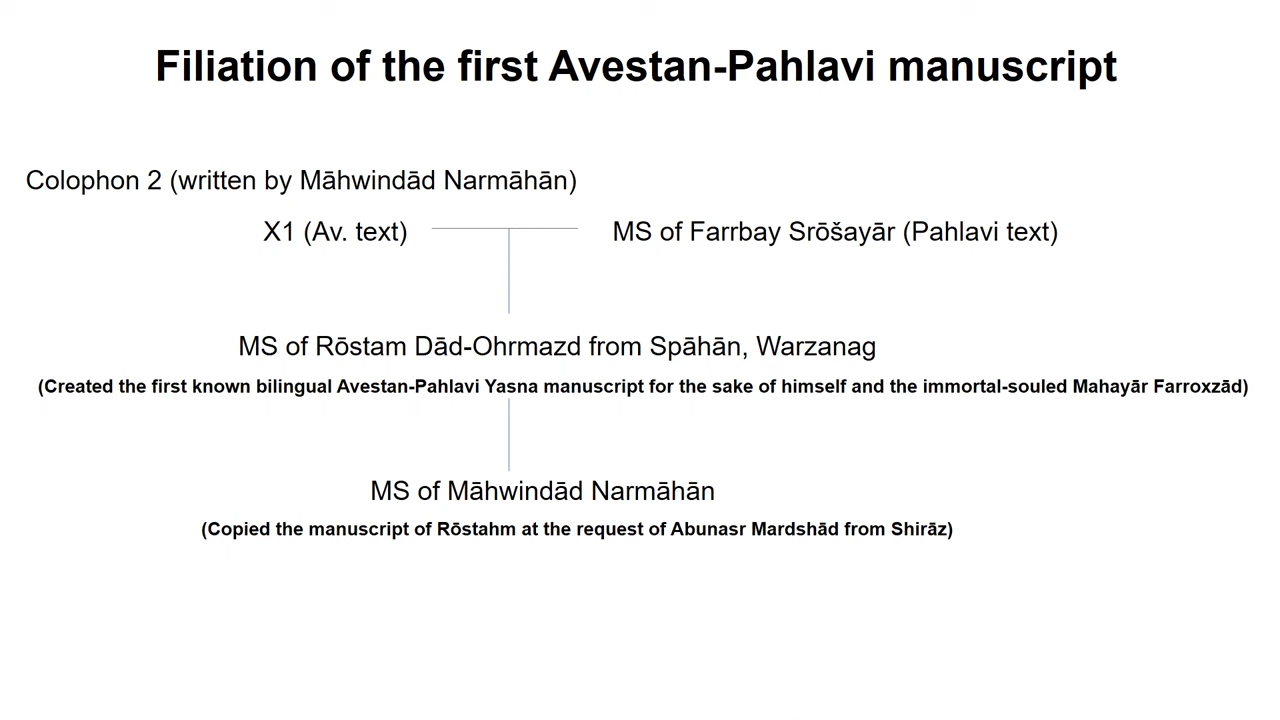 Filiation of the first Avestan-Pahlavi manuscript
Colophon 2 (written by Māhwindād Narmāhān)
X1 (Av. text) MS of Farrbay Srōšayār (Pahlavi text)
MS of Rōstam Dād-Ohrmazd from Spāhān, Warzanag
(Created the first known bilingual Avestan-Pahlavi Yasna manuscript for the sake of himself and the immortal-souled Mahayār Farroxzād)
MS of Māhwindād Narmāhān
(Copied the manuscript of Rōstahm at the request of Abunasr Mardshād from Shirāz)